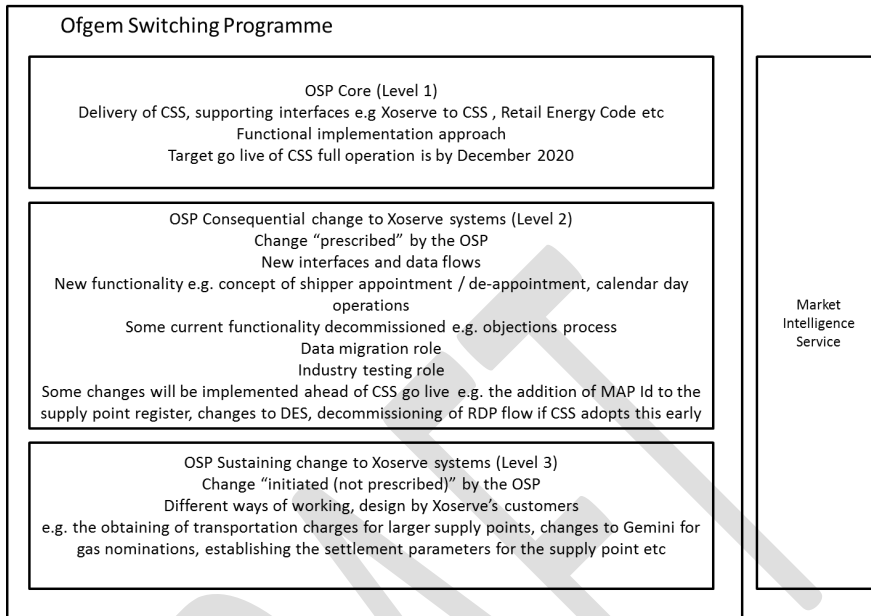 Ofgem Switching Programme
OSP Core (Level 1)
Delivery of CSS, supporting interfaces e.g Xoserve to CSS , Retail Energy Code etc
Functional implementation approach
Target go live of CSS full operation is by December 2020
OSP Consequential change to Xoserve systems (Level 2)
Change “prescribed” by the OSP
New interfaces and data flows
New functionality e.g. concept of shipper appointment / de-appointment, calendar day
operations
Some current functionality decommissioned e.g. objections process
Data migration role
Industry testing role
Some changes will be implemented ahead of CSS go live e.g. the addition of MAP Id to the
supply point register, changes to DES, decommissioning of RDP flow if CSS adopts this early
OSP Sustaining change to Xoserve systems (Level 3)
Change “initiated (not prescribed)” by the OSP
Different ways of working, design by Xoserve’s customers
e.g. the obtaining of transportation charges for larger supply points, changes to Gemini for
gas nominations, establishing the settlement parameters for the supply point etc
Market
Intelligence
Service
DRAFT